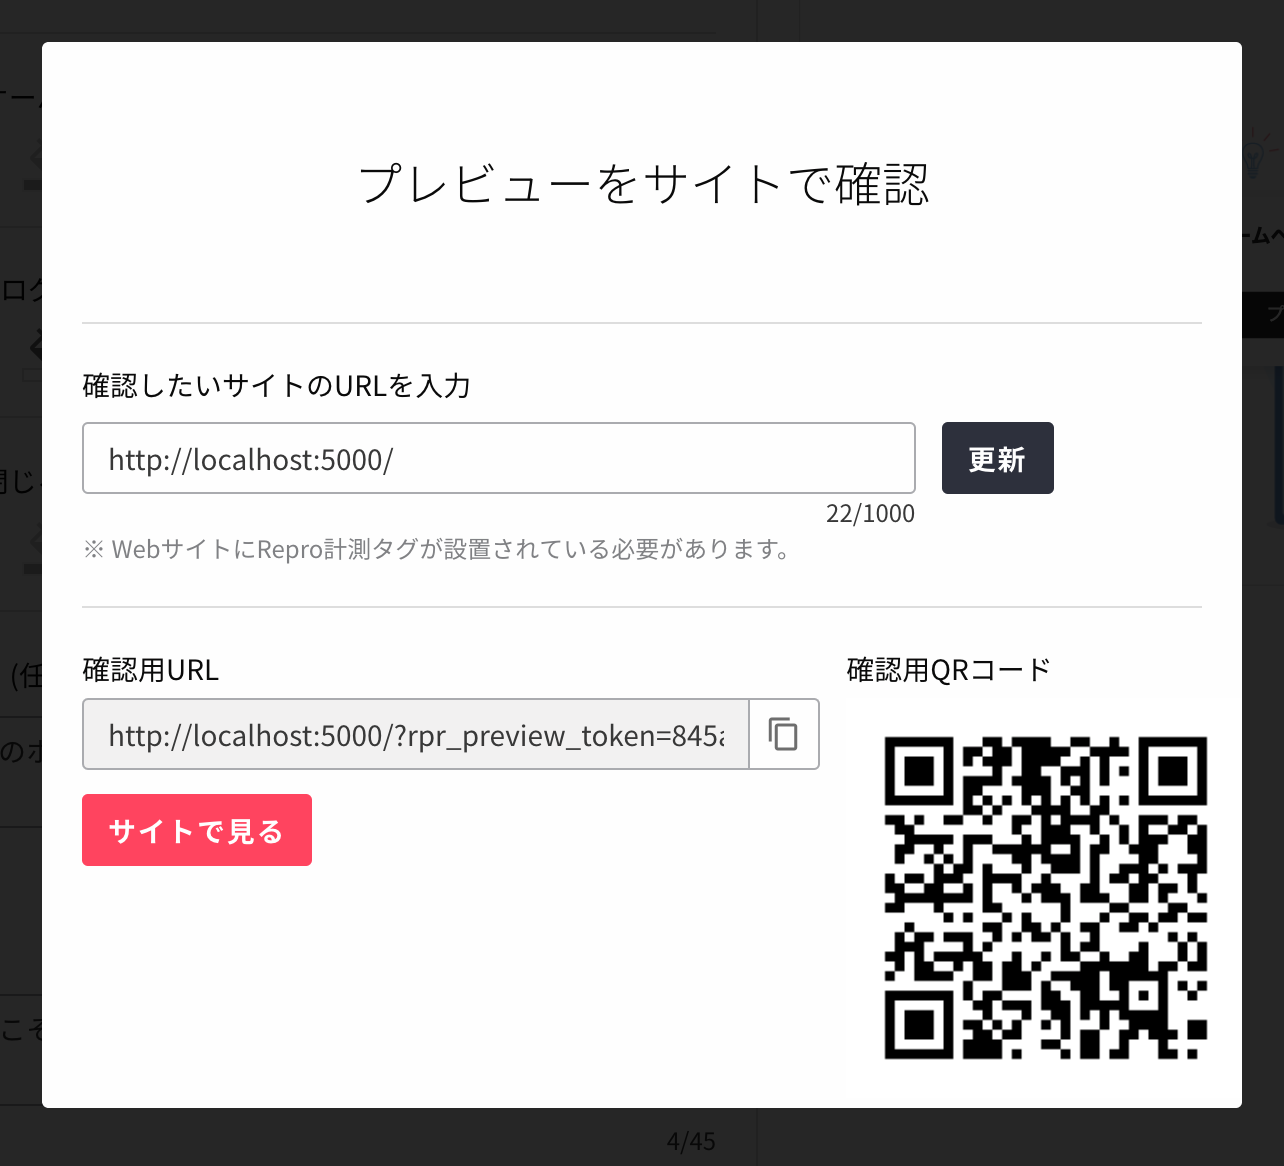 プレビューをサイトで確認
確認したいサイトのURLを入力
http://localhost:5000/
更新
22/1000
※ WebサイトにRepro計測タグが設置されている必要があります。
確認用URL
確認用QRコード
http://localhost:5000/?rpr_preview_token=845
サイトで見る
4/45